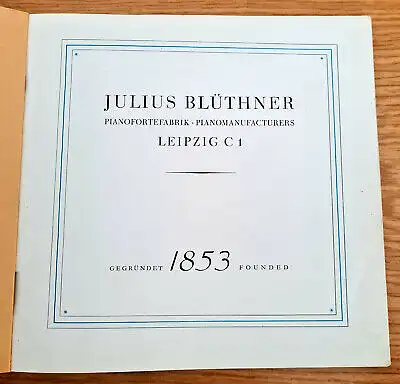 JULIUS BLÜTHNER
PIANOFORTEFABRIK · PIANOMANUFACTURERS
LEIPZIG C 1
GEGRÜNDET 1853 FOUNDED